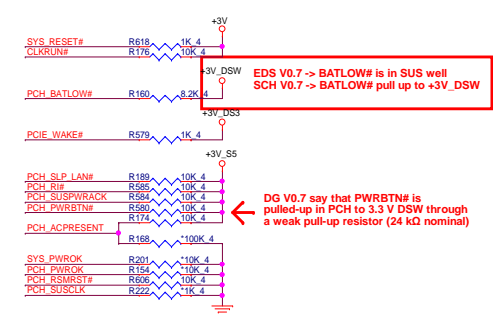 +3V
SYS_RESET# R618 1K_4
CLKRUN# R176 10K_4
+3V_DSW
EDS V0.7 -> BATLOW# is in SUS well
SCH V0.7 -> BATLOW# pull up to +3V_DSW
PCH_BATLOW# R160 8.2K_4
+3V_DS3
PCIE_WAKE# R579 1K_4
+3V_S5
PCH_SLP_LAN# R189 10K_4
PCH_RI# R585 10K_4
PCH_SUSPWRACK R584 10K_4
PCH_PWRBTN# R580 10K_4
R174 10K_4
PCH_ACPRESENT
R168 *100K_4
DG V0.7 say that PWRBTN# is
pulled-up in PCH to 3.3 V DSW through
a weak pull-up resistor (24 kΩ nominal)
SYS_PWROK R201 *10K_4
PCH_PWROK R154 *10K_4
PCH_RSMRST# R606 10K_4
PCH_SUSCLK R222 *1K_4